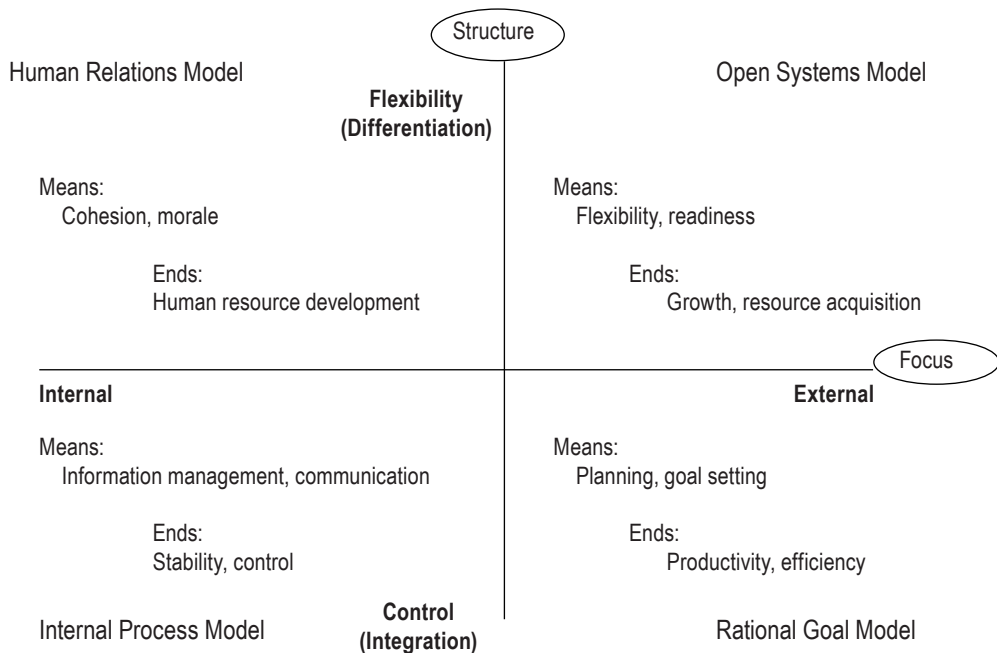 Structure
Human Relations Model
Open Systems Model
Flexibility
(Differentiation)
Means:
Cohesion, morale
Ends:
Human resource development
Means:
Flexibility, readiness
Ends:
Growth, resource acquisition
Focus
Internal
External
Means:
Information management, communication
Ends:
Stability, control
Means:
Planning, goal setting
Ends:
Productivity, efficiency
Internal Process Model
Control
(Integration)
Rational Goal Model